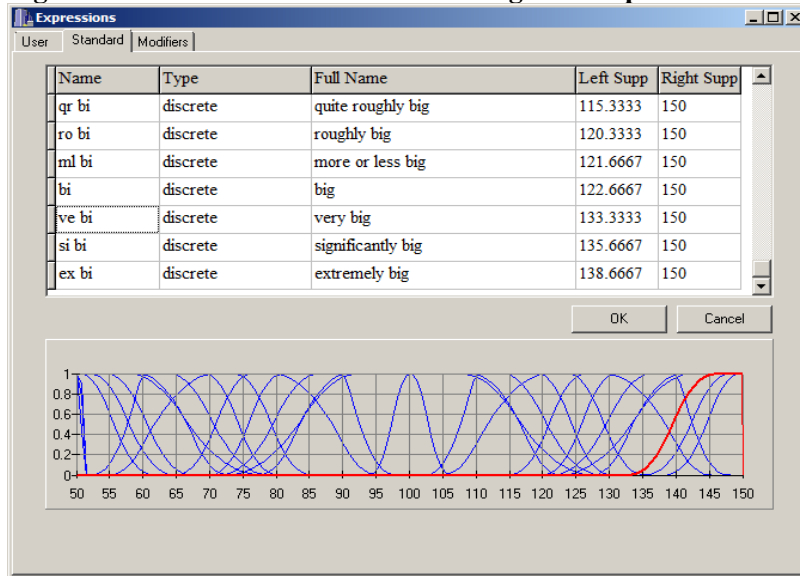 Expressions
User Standard Modifiers
Name Type Full Name Left Supp Right Supp
qr bi discrete quite roughly big 115.3333 150
ro bi discrete roughly big 120.3333 150
ml bi discrete more or less big 121.6667 150
bi discrete big 122.6667 150
ve bi discrete very big 133.3333 150
si bi discrete significantly big 135.6667 150
ex bi discrete extremely big 138.6667 150
OK Cancel
1
0.8
0.6
0.4
0.2
0
50 55 60 65 70 75 80 85 90 95 100 105 110 115 120 125 130 135 140 145 150